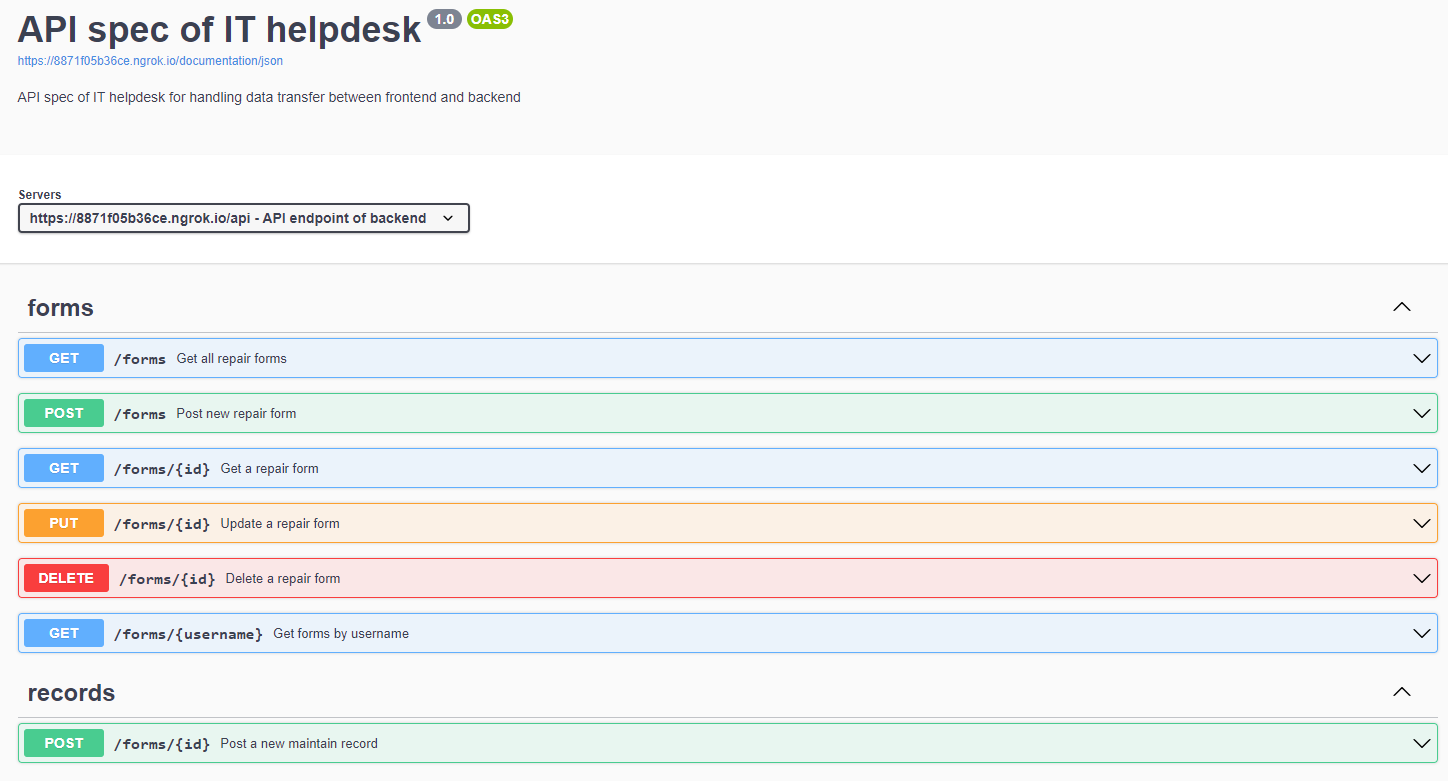 API spec of IT helpdesk 1.0 OAS3
https://8871f05b36ce.ngrok.io/documentation/json
API spec of IT helpdesk for handling data transfer between frontend and backend
Servers
https://8871f05b36ce.ngrok.io/api - API endpoint of backend
forms
GET /forms Get all repair forms
POST /forms Post new repair form
GET /forms/{id} Get a repair form
PUT /forms/{id} Update a repair form
DELETE /forms/{id} Delete a repair form
GET /forms/{username} Get forms by username
records
POST /forms/{id} Post a new maintain record